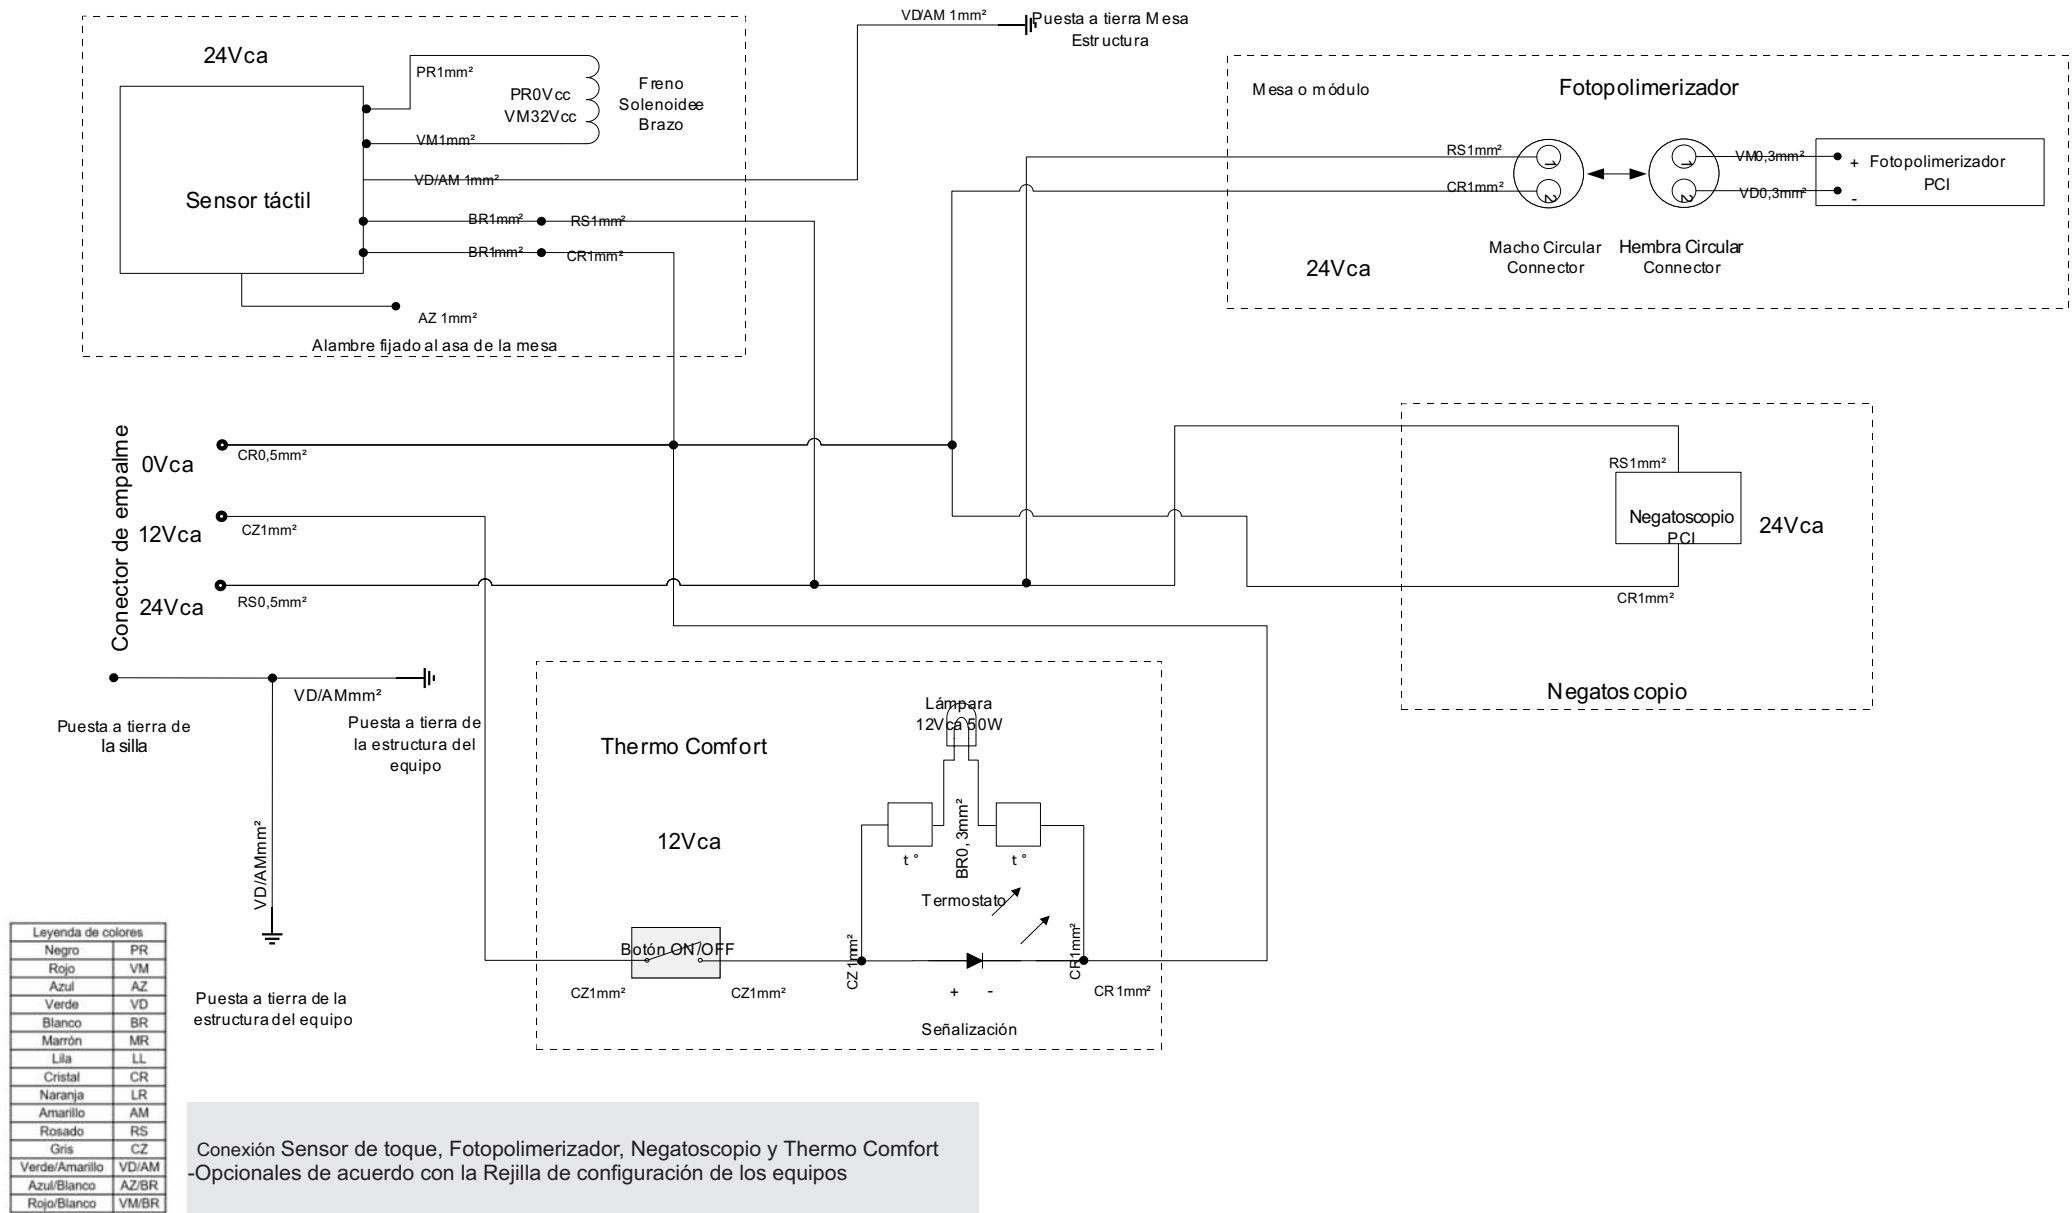 24Vca
PR1mm²
PR0Vcc
VM32Vcc
Freno
Solenoidee
Brazo
VM1mm²
VD/AM 1mm²
Sensor táctil
BR1mm²
RS1mm²
BR1mm²
CR1mm²
AZ 1mm²
Alambre fijado al asa de la mesa
VD/AM 1mm²
Puesta a tierra Mesa
Estructura
Mesa o módulo
Fotopolimerizador
RS1mm²
CR1mm²
1
2
1
2
VM0,3mm²
VD0,3mm²
+ Fotopolimerizador
PCI
-
Macho Circular
Connector
Hembra Circular
Connector
24Vca
Conector de empalme
0Vca
CR0,5mm²
12Vca
CZ1mm²
24Vca
RS0,5mm²
RS1mm²
Negatoscopio
PCI
24Vca
CR1mm²
Negatoscopio
VD/AMmm²
Puesta a tierra de
la silla
Puesta a tierra de
la estructura del
equipo
VD/AMmm²
Puesta a tierra de la
estructura del equipo
Thermo Comfort
12Vca
Lámpara
12Vca 50W
BR0, 3mm²
t °
t °
Termostato
Botón ON/OFF
CZ1mm²
CZ1mm²
CZ 1mm²
CR1mm²
CR 1mm²
+ -
Señalización
Leyenda de colores
Negro PR
Rojo VM
Azul AZ
Verde VD
Blanco BR
Marrón MR
Lila LL
Cristal CR
Naranja LR
Amarillo AM
Rosado RS
Gris CZ
Verde/Amarillo VD/AM
Azul/Blanco AZ/BR
Rojo/Blanco VM/BR
Conexión Sensor de toque, Fotopolimerizador, Negatoscopio y Thermo Comfort
-Opcionales de acuerdo con la Rejilla de configuración de los equipos